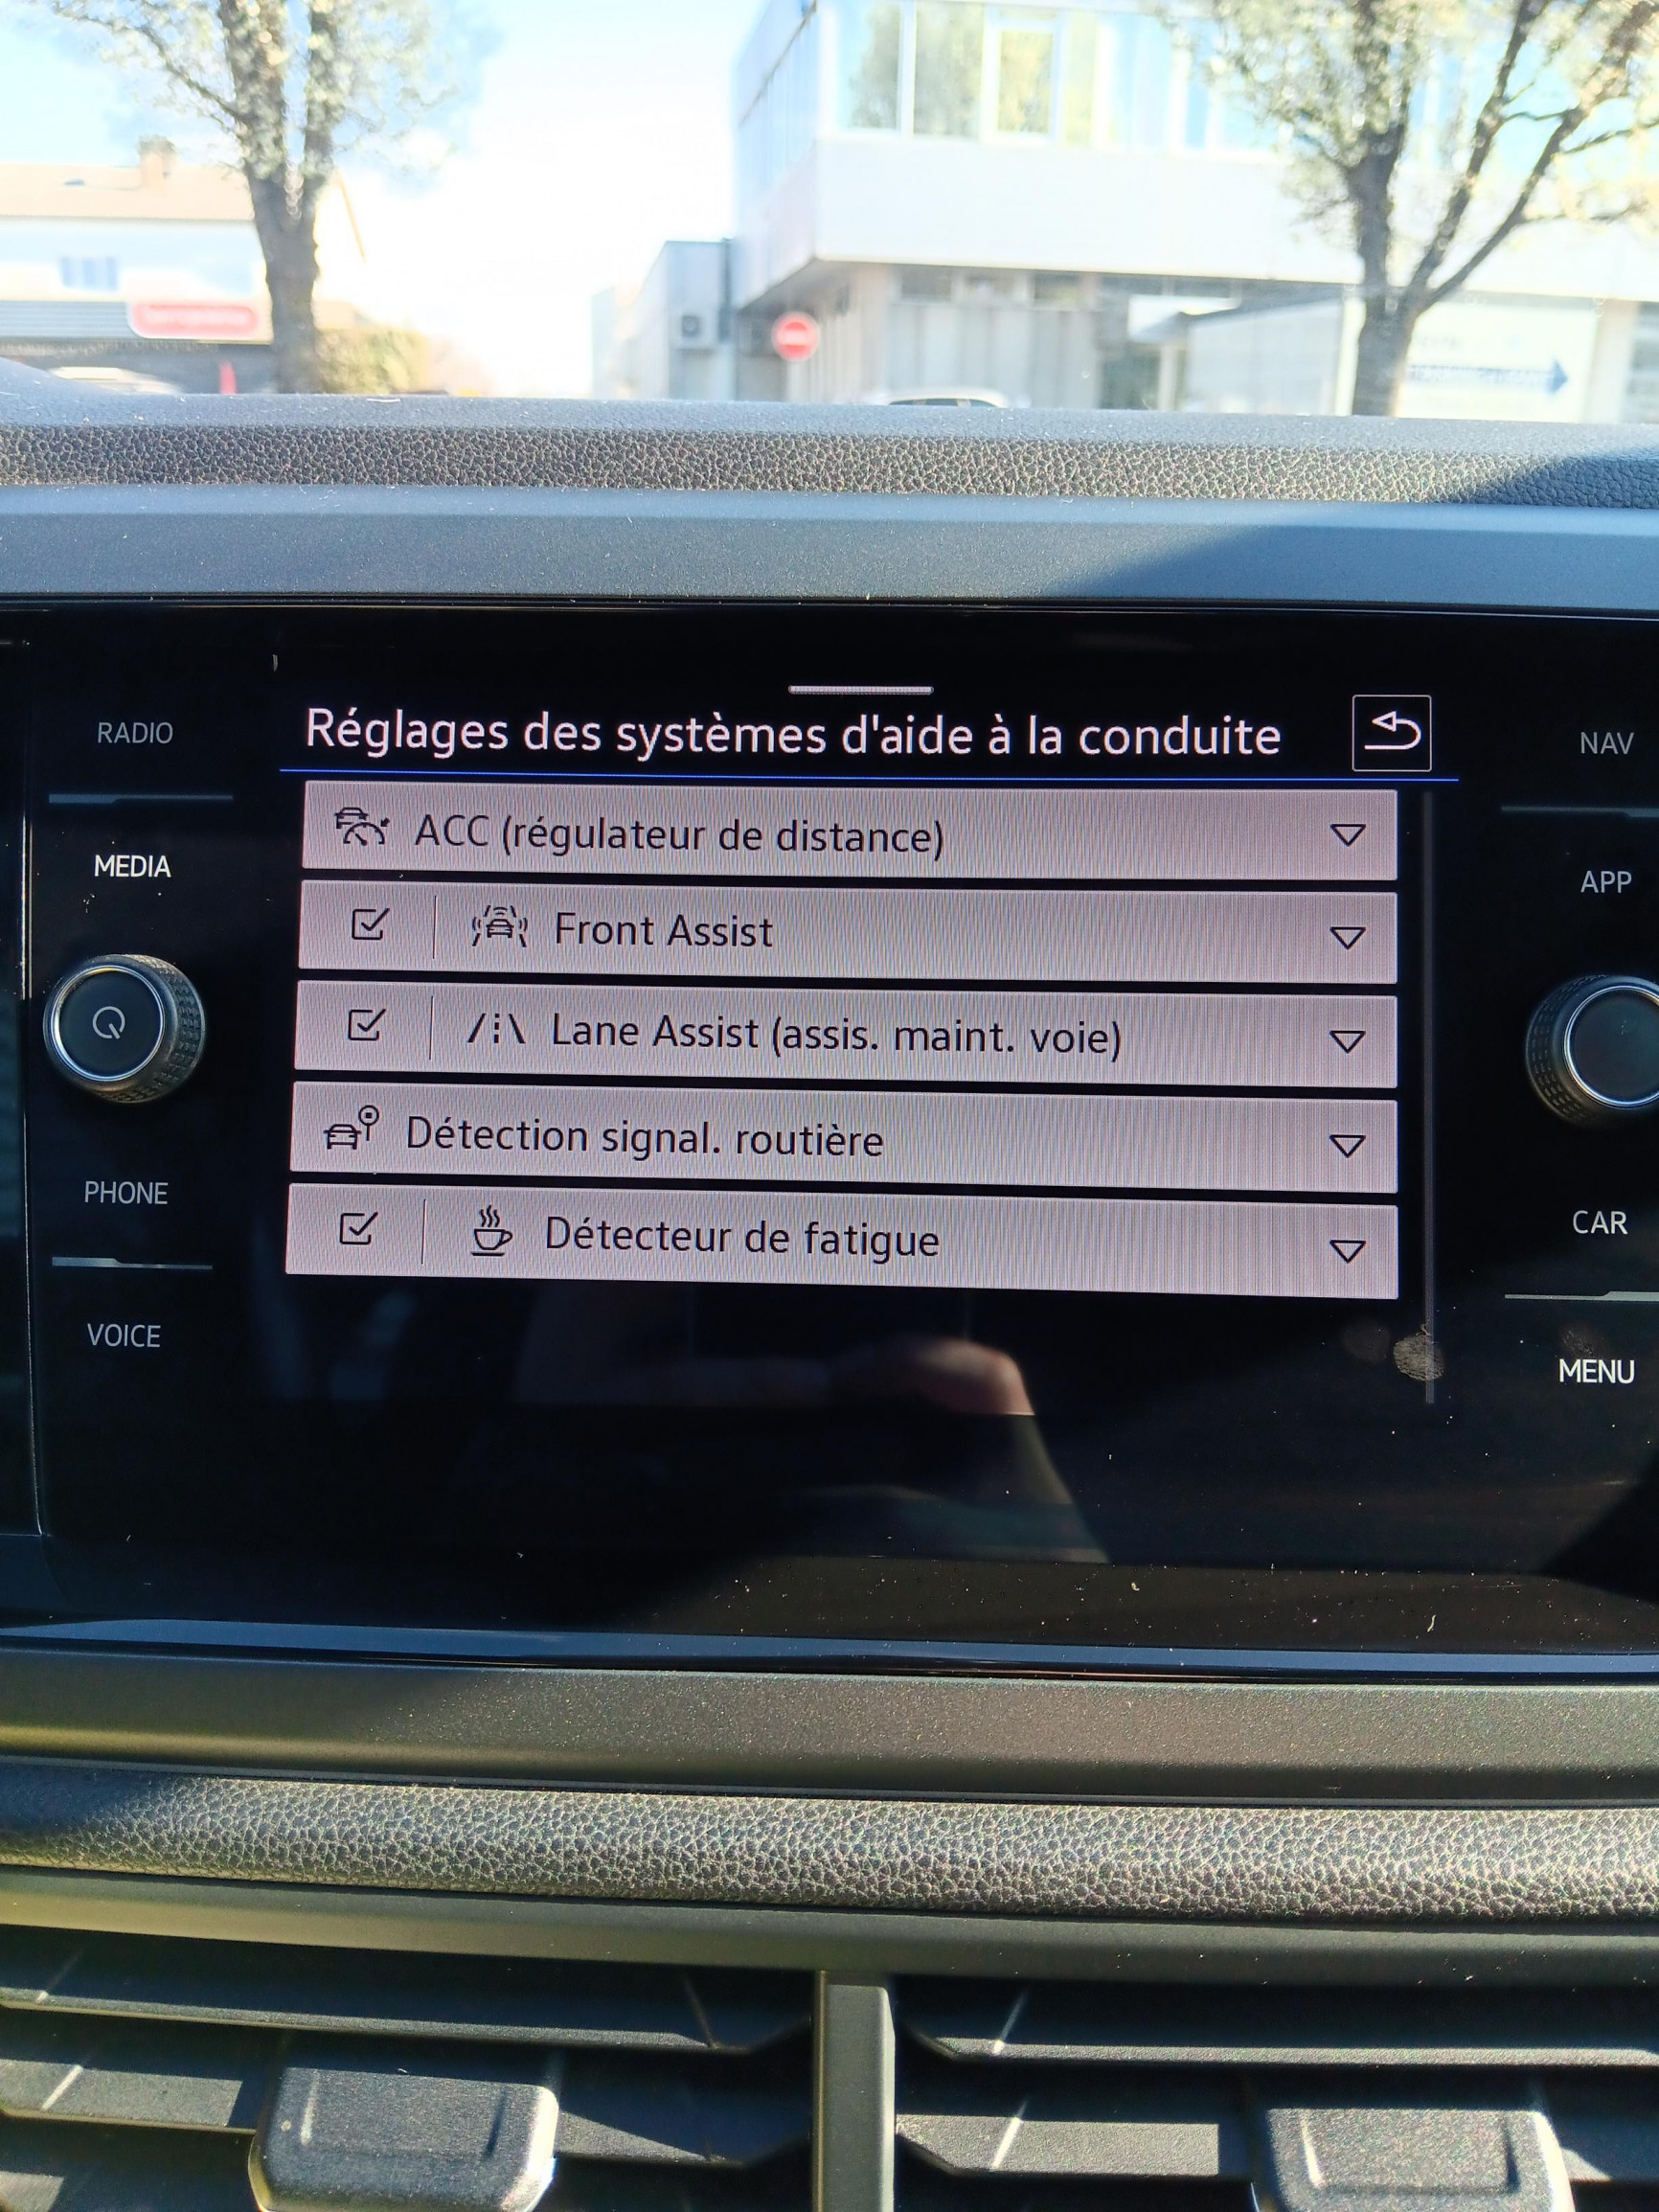 Réglages des systèmes d'aide à la conduite
ACC (régulateur de distance)
Front Assist
Lane Assist (assis. maint. voie)
Détection signal. routière
Détecteur de fatigue
RADIO
MEDIA
PHONE
VOICE
NAV
APP
CAR
MENU